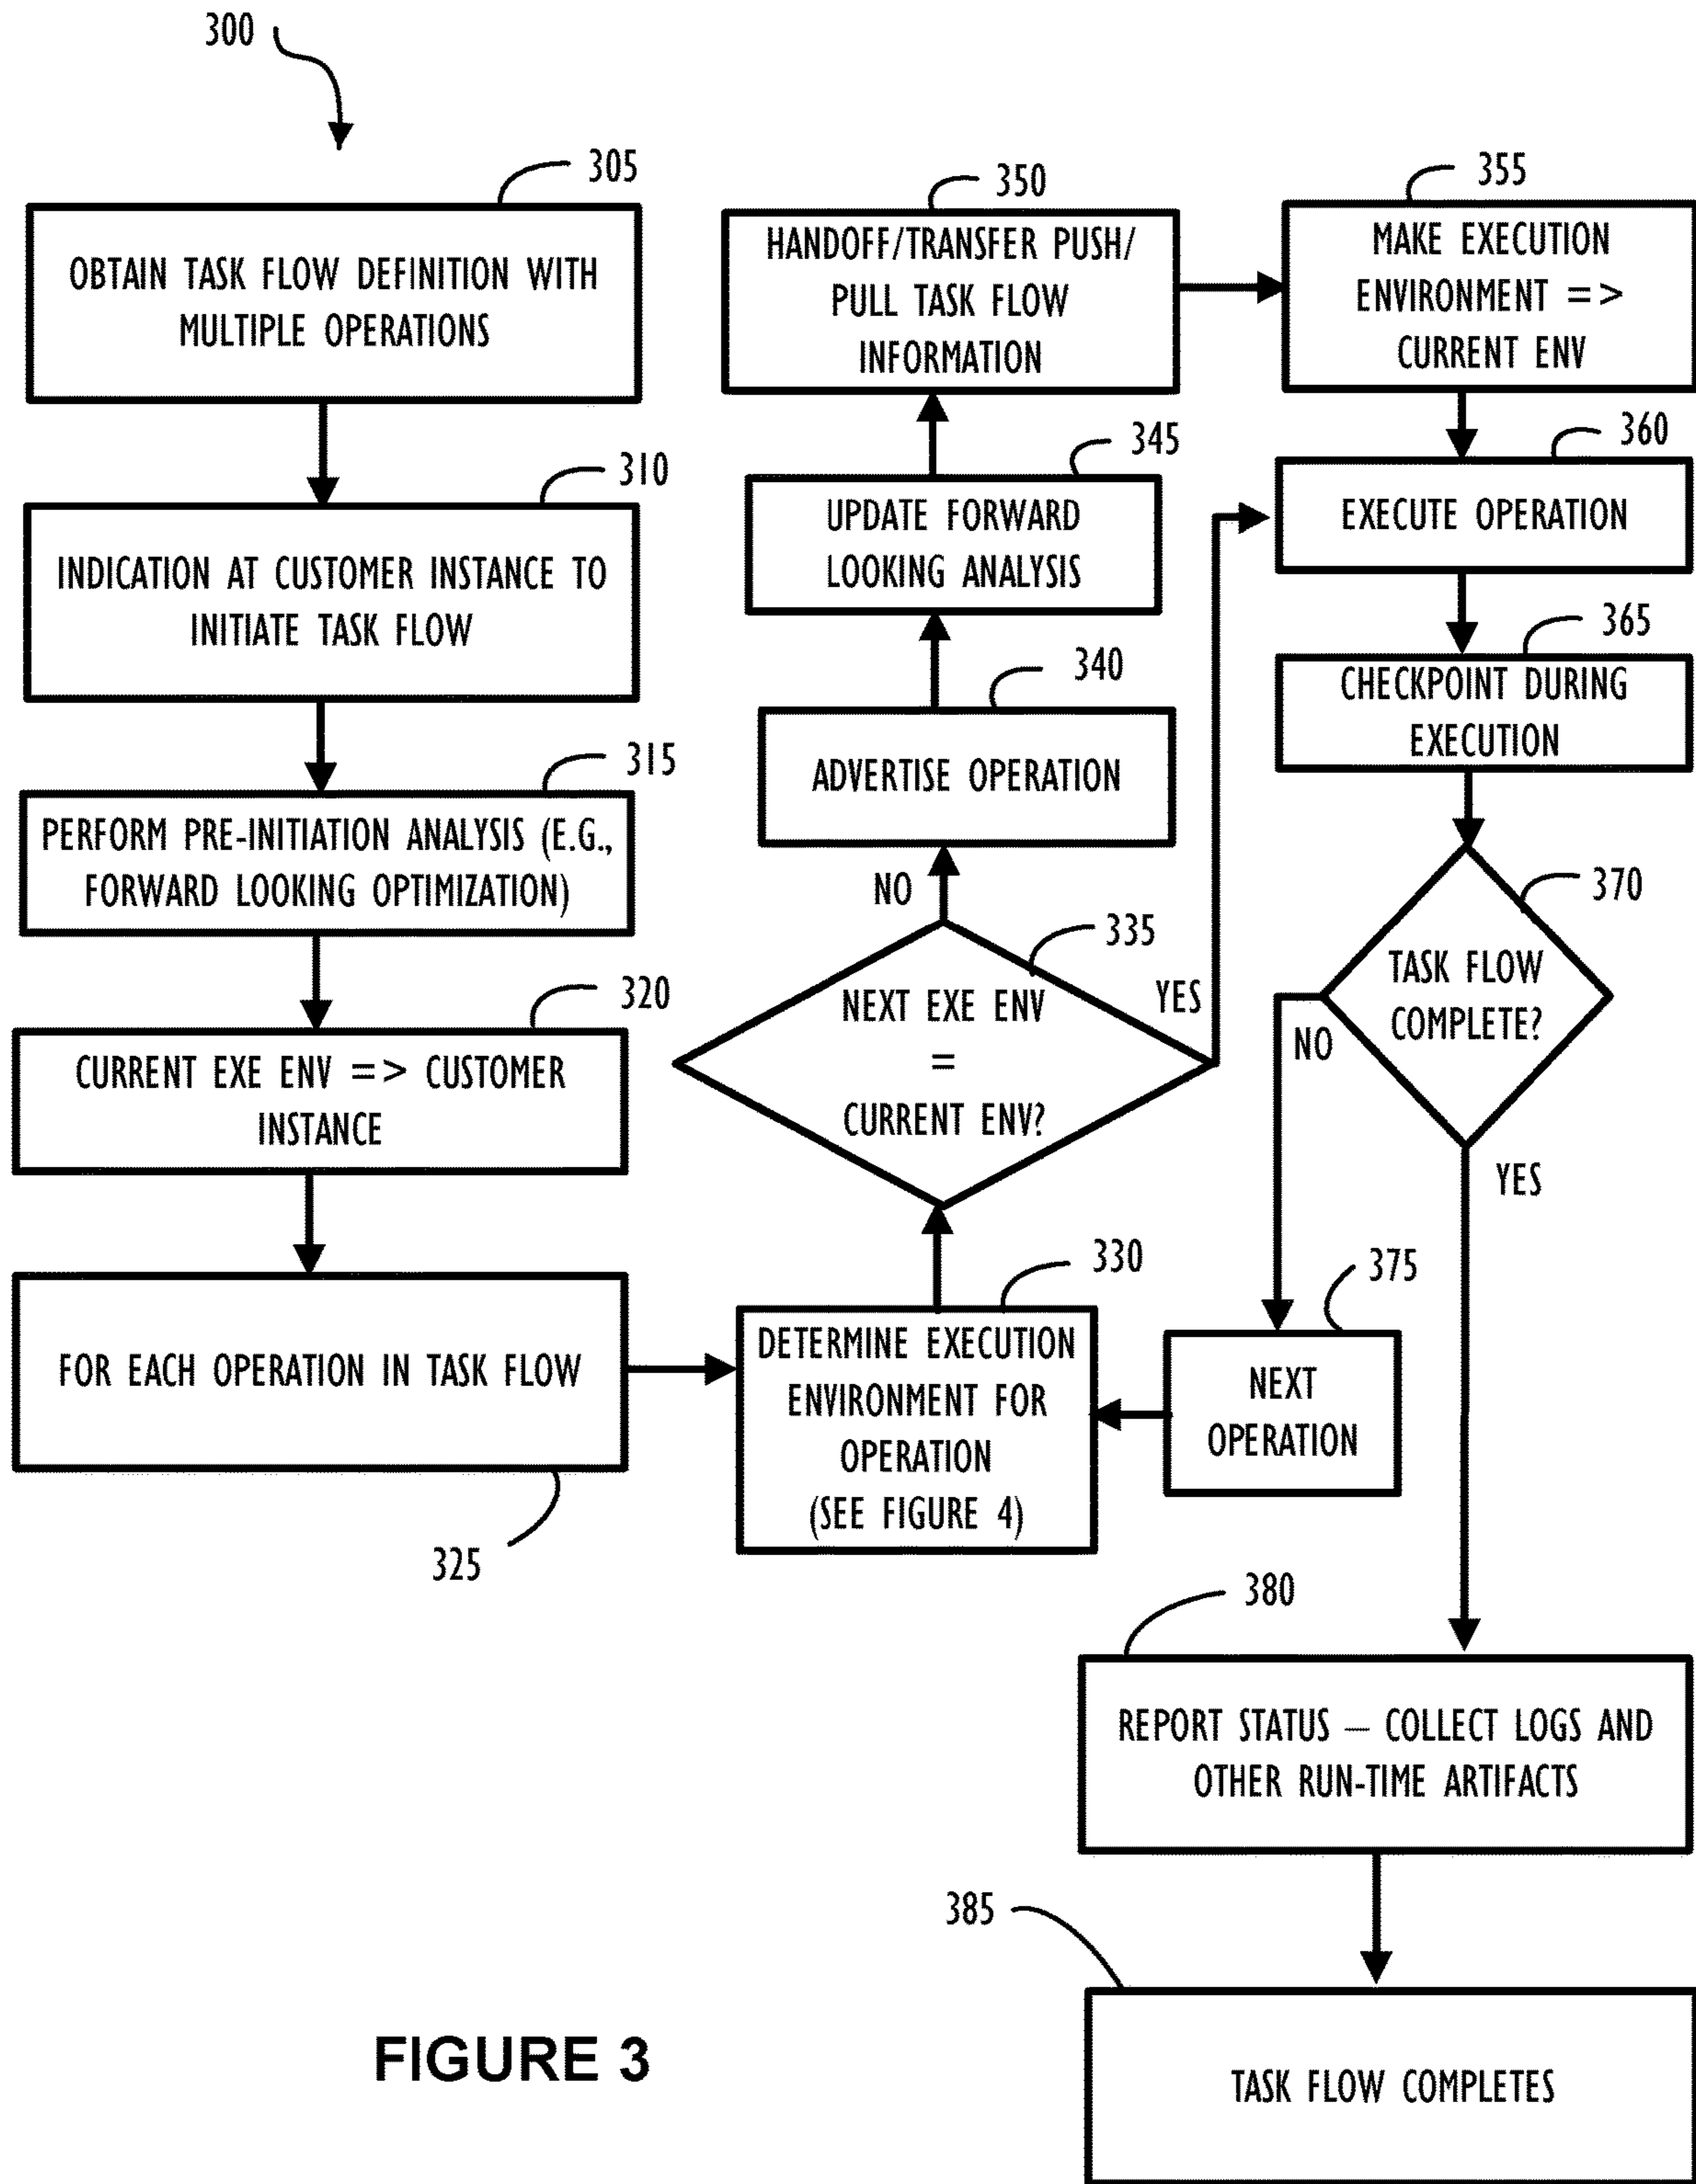 300
305
OBTAIN TASK FLOW DEFINITION WITH
MULTIPLE OPERATIONS
310
INDICATION AT CUSTOMER INSTANCE TO
INITIATE TASK FLOW
315
PERFORM PRE-INITIATION ANALYSIS (E.G.,
FORWARD LOOKING OPTIMIZATION)
320
CURRENT EXE ENV => CUSTOMER
INSTANCE
FOR EACH OPERATION IN TASK FLOW
325
330
DETERMINE EXECUTION
ENVIRONMENT FOR
OPERATION
(SEE FIGURE 4)
335
NEXT EXE ENV
=
CURRENT ENV?
NO
YES
340
ADVERTISE OPERATION
345
UPDATE FORWARD
LOOKING ANALYSIS
350
HANDOFF/TRANSFER PUSH/
PULL TASK FLOW
INFORMATION
355
MAKE EXECUTION
ENVIRONMENT =>
CURRENT ENV
360
EXECUTE OPERATION
365
CHECKPOINT DURING
EXECUTION
370
TASK FLOW
COMPLETE?
NO
YES
375
NEXT
OPERATION
380
REPORT STATUS – COLLECT LOGS AND
OTHER RUN-TIME ARTIFACTS
385
TASK FLOW COMPLETES
FIGURE 3